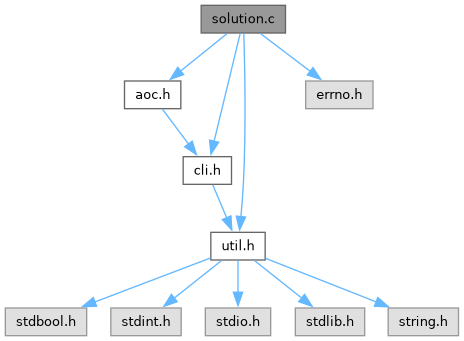 solution.c
aoc.h
errno.h
cli.h
util.h
stdbool.h
stdint.h
stdio.h
stdlib.h
string.h